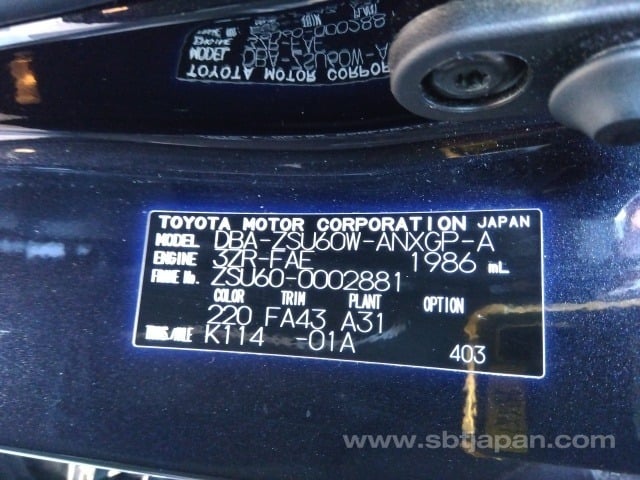 TOYOTA MOTOR CORPORATION JAPAN
MODEL DBA-ZSU60W-ANXGP-A
ENGINE 3ZR-FAE 1986 mL
FRAME No. ZSU60-0002881
COLOR TRIM PLANT OPTION
220 FA43 A31
TRANS/AXLE K114 -01A
403
www.sbtjapan.com